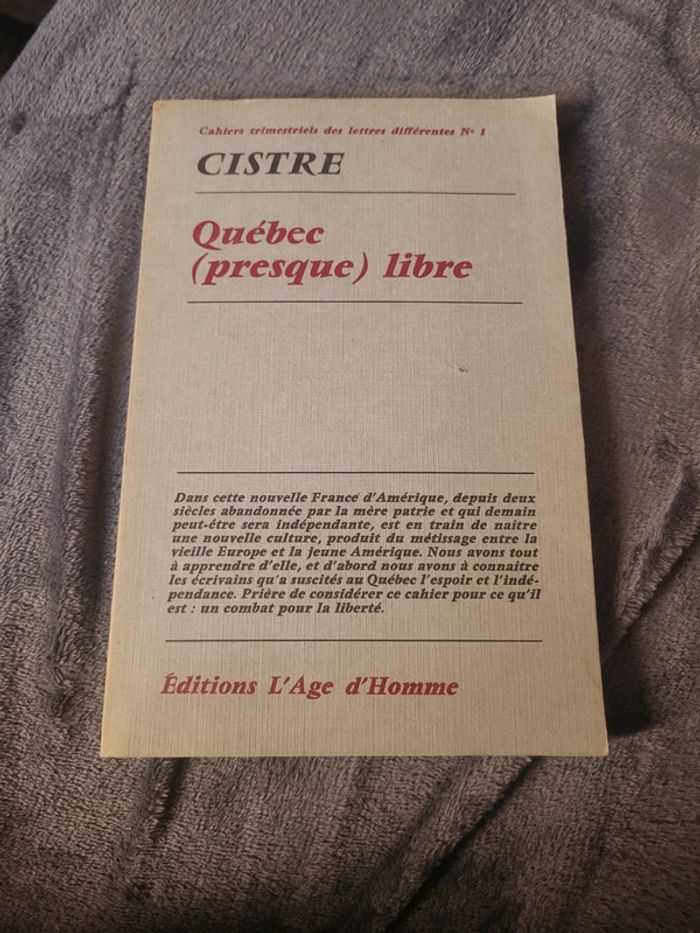 Cahiers trimestriels des lettres différentes Nº 1
CISTRE
Québec
(presque) libre
Dans cette nouvelle France d'Amérique, depuis deux
siècles abandonnée par la mère patrie et qui demain
peut-être sera indépendante, est en train de naitre
une nouvelle culture, produit du métissage entre la
vieille Europe et la jeune Amérique. Nous avons tout
à apprendre d'elle, et d'abord nous avons à connaitre
les écrivains qu'a suscités au Québec l'espoir et l'indé-
pendance. Prière de considérer ce cahier pour ce qu'il
est : un combat pour la liberté.
Éditions L'Age d'Homme